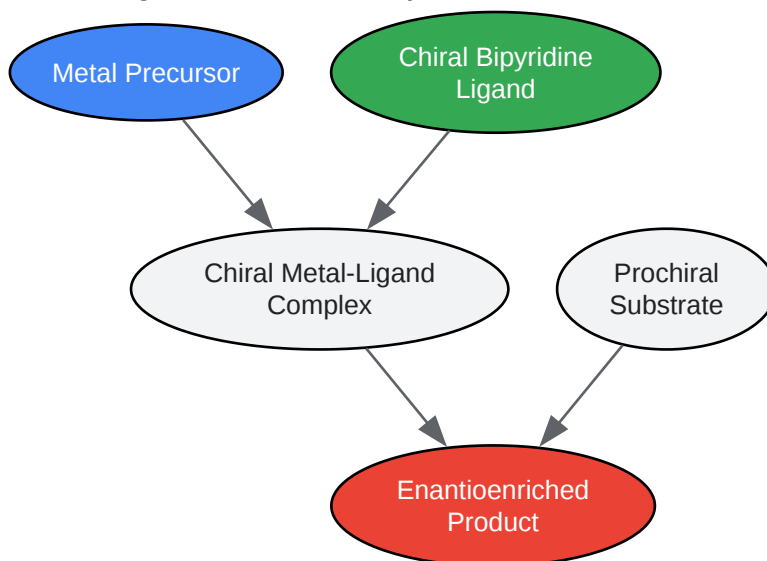 Metal Precursor
Chiral Bipyridine
Ligand
Chiral Metal-Ligand
Complex
Prochiral
Substrate
Enantioenriched
Product